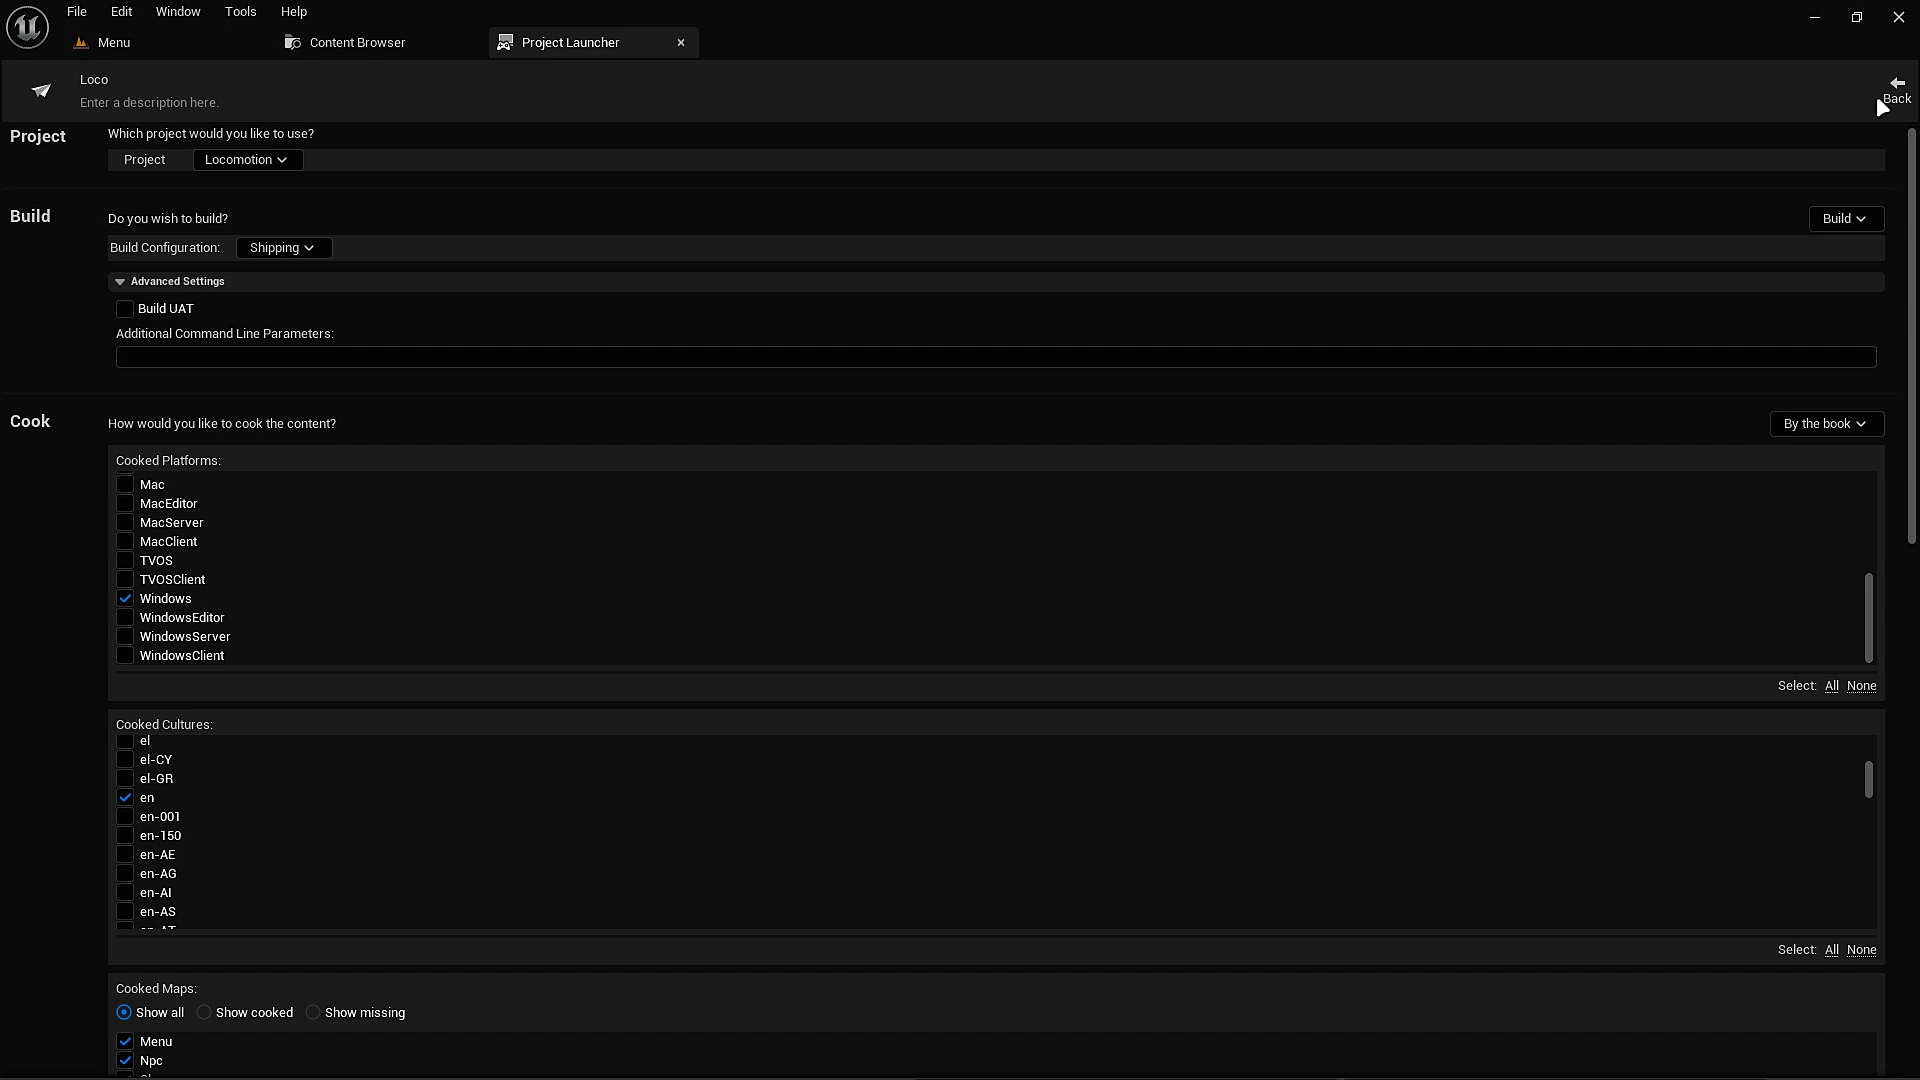 File Edit Window Tools Help
Menu Content Browser Project Launcher
Loco
Enter a description here.
Back
Project
Which project would you like to use?
Project Locomotion
Build
Do you wish to build?
Build
Build Configuration: Shipping
Advanced Settings
Build UAT
Additional Command Line Parameters:
Cook
How would you like to cook the content?
By the book
Cooked Platforms:
Mac
MacEditor
MacServer
MacClient
TVOS
TVOSClient
Windows
WindowsEditor
WindowsServer
WindowsClient
Select: All None
Cooked Cultures:
el
el-CY
el-GR
en
en-001
en-150
en-AE
en-AG
en-AI
en-AS
Select: All None
Cooked Maps:
Show all Show cooked Show missing
Menu
Npc